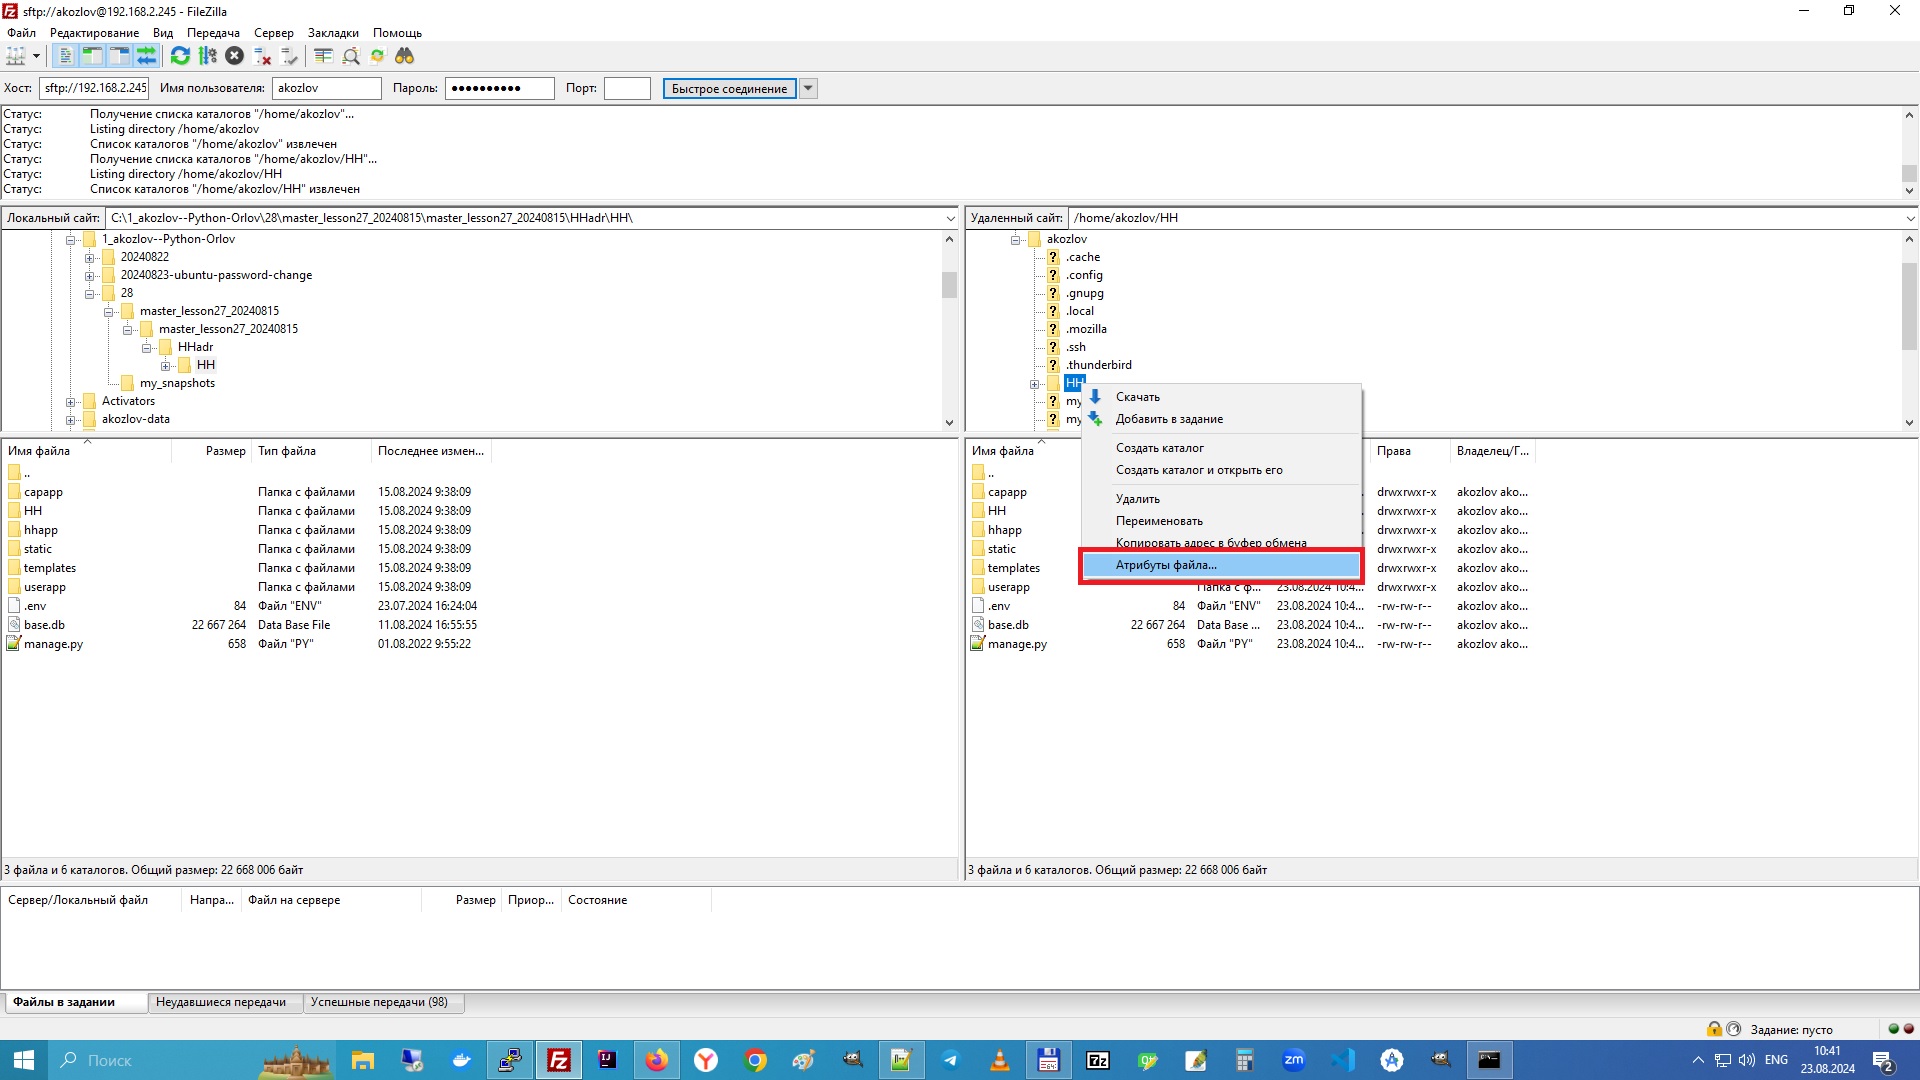 sftp://akozlov@192.168.2.245 - FileZilla
Файл Редактирование Вид Передача Сервер Закладки Помощь
Хост: sftp://192.168.2.245 Имя пользователя: akozlov Пароль: ●●●●●●●●●● Порт: Быстрое соединение
Статус: Получение списка каталогов "/home/akozlov"...
Статус: Listing directory /home/akozlov
Статус: Список каталогов "/home/akozlov" извлечен
Статус: Получение списка каталогов "/home/akozlov/HH"...
Статус: Listing directory /home/akozlov/HH
Статус: Список каталогов "/home/akozlov/HH" извлечен
Локальный сайт: C:\1_akozlov--Python-Orlov\28\master_lesson27_20240815\master_lesson27_20240815\HHadr\HH\
1_akozlov--Python-Orlov
20240822
20240823-ubuntu-password-change
28
master_lesson27_20240815
master_lesson27_20240815
HHadr
HH
my_snapshots
Activators
akozlov-data
Имя файла Размер Тип файла Последнее измен...
..
capapp Папка с файлами 15.08.2024 9:38:09
HH Папка с файлами 15.08.2024 9:38:09
hhapp Папка с файлами 15.08.2024 9:38:09
static Папка с файлами 15.08.2024 9:38:09
templates Папка с файлами 15.08.2024 9:38:09
userapp Папка с файлами 15.08.2024 9:38:09
.env 84 Файл "ENV" 23.07.2024 16:24:04
base.db 22 667 264 Data Base File 11.08.2024 16:55:55
manage.py 658 Файл "PY" 01.08.2022 9:55:22
3 файла и 6 каталогов. Общий размер: 22 668 006 байт
Удаленный сайт: /home/akozlov/HH
akozlov
? .cache
? .config
? .gnupg
? .local
? .mozilla
? .ssh
? .thunderbird
HH
? my
? my
Скачать
Добавить в задание
Создать каталог
Создать каталог и открыть его
Удалить
Переименовать
Копировать адрес в буфер обмена
Атрибуты файла...
Имя файла Права Владелец/Г...
..
capapp drwxrwxr-x akozlov ako...
HH drwxrwxr-x akozlov ako...
hhapp drwxrwxr-x akozlov ako...
static drwxrwxr-x akozlov ako...
templates drwxrwxr-x akozlov ako...
userapp Папка с ф... 23.08.2024 10:4... drwxrwxr-x akozlov ako...
.env 84 Файл "ENV" 23.08.2024 10:4... -rw-rw-r-- akozlov ako...
base.db 22 667 264 Data Base ... 23.08.2024 10:4... -rw-rw-r-- akozlov ako...
manage.py 658 Файл "PY" 23.08.2024 10:4... -rw-rw-r-- akozlov ako...
3 файла и 6 каталогов. Общий размер: 22 668 006 байт
Сервер/Локальный файл Напра... Файл на сервере Размер Приор... Состояние
Файлы в задании Неудавшиеся передачи Успешные передачи (98)
Задание: пусто
Поиск
ENG
10:41
23.08.2024
2